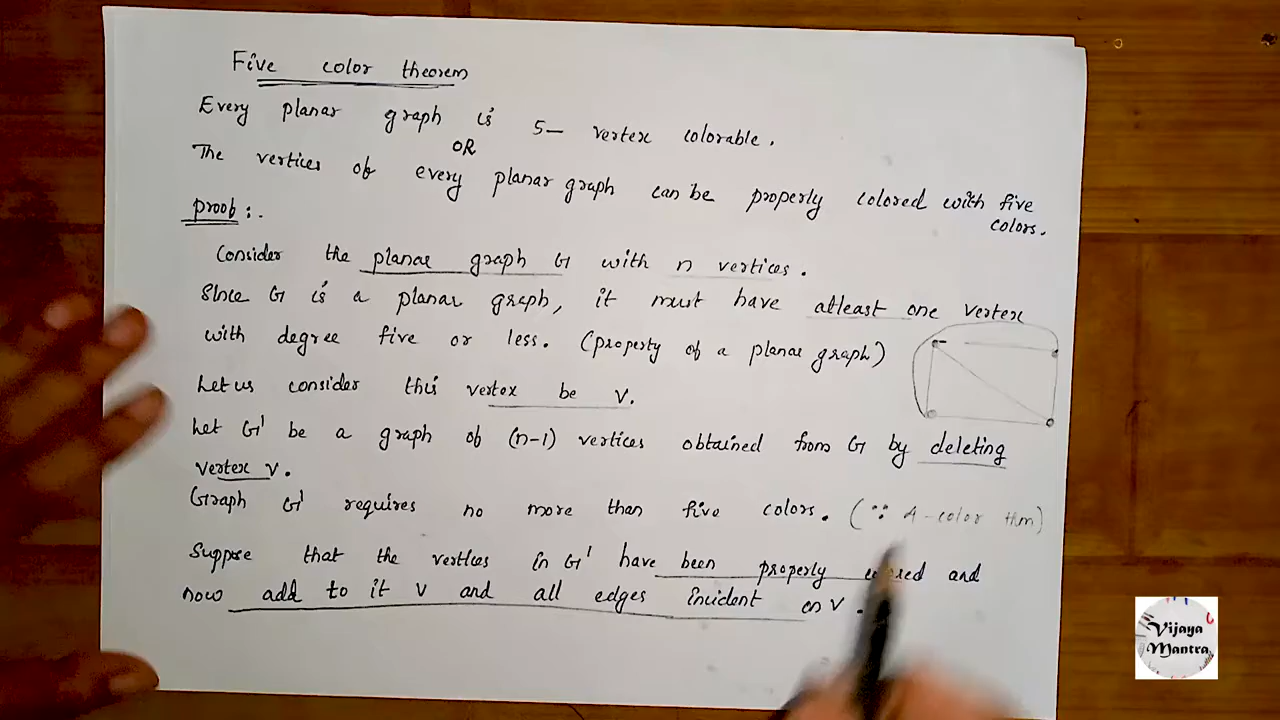 Five color theorem
Every planar graph is 5- vertex colorable.
OR
The vertices of every planar graph can be properly colored with five
colors.
proof:.
Consider the planar graph G with n vertices.
Since G is a planar graph, it must have atleast one vertex
with degree five or less. (property of a planar graph)
Let us consider this vertex be v.
Let G' be a graph of (n-1) vertices obtained from G by deleting
vertex v.
Graph G' requires no more than five colors. (∵ 4-color thm)
Suppose that the vertices in G' have been properly colored and
now add to it V and all edges incident on V.
Vijaya
Mantra